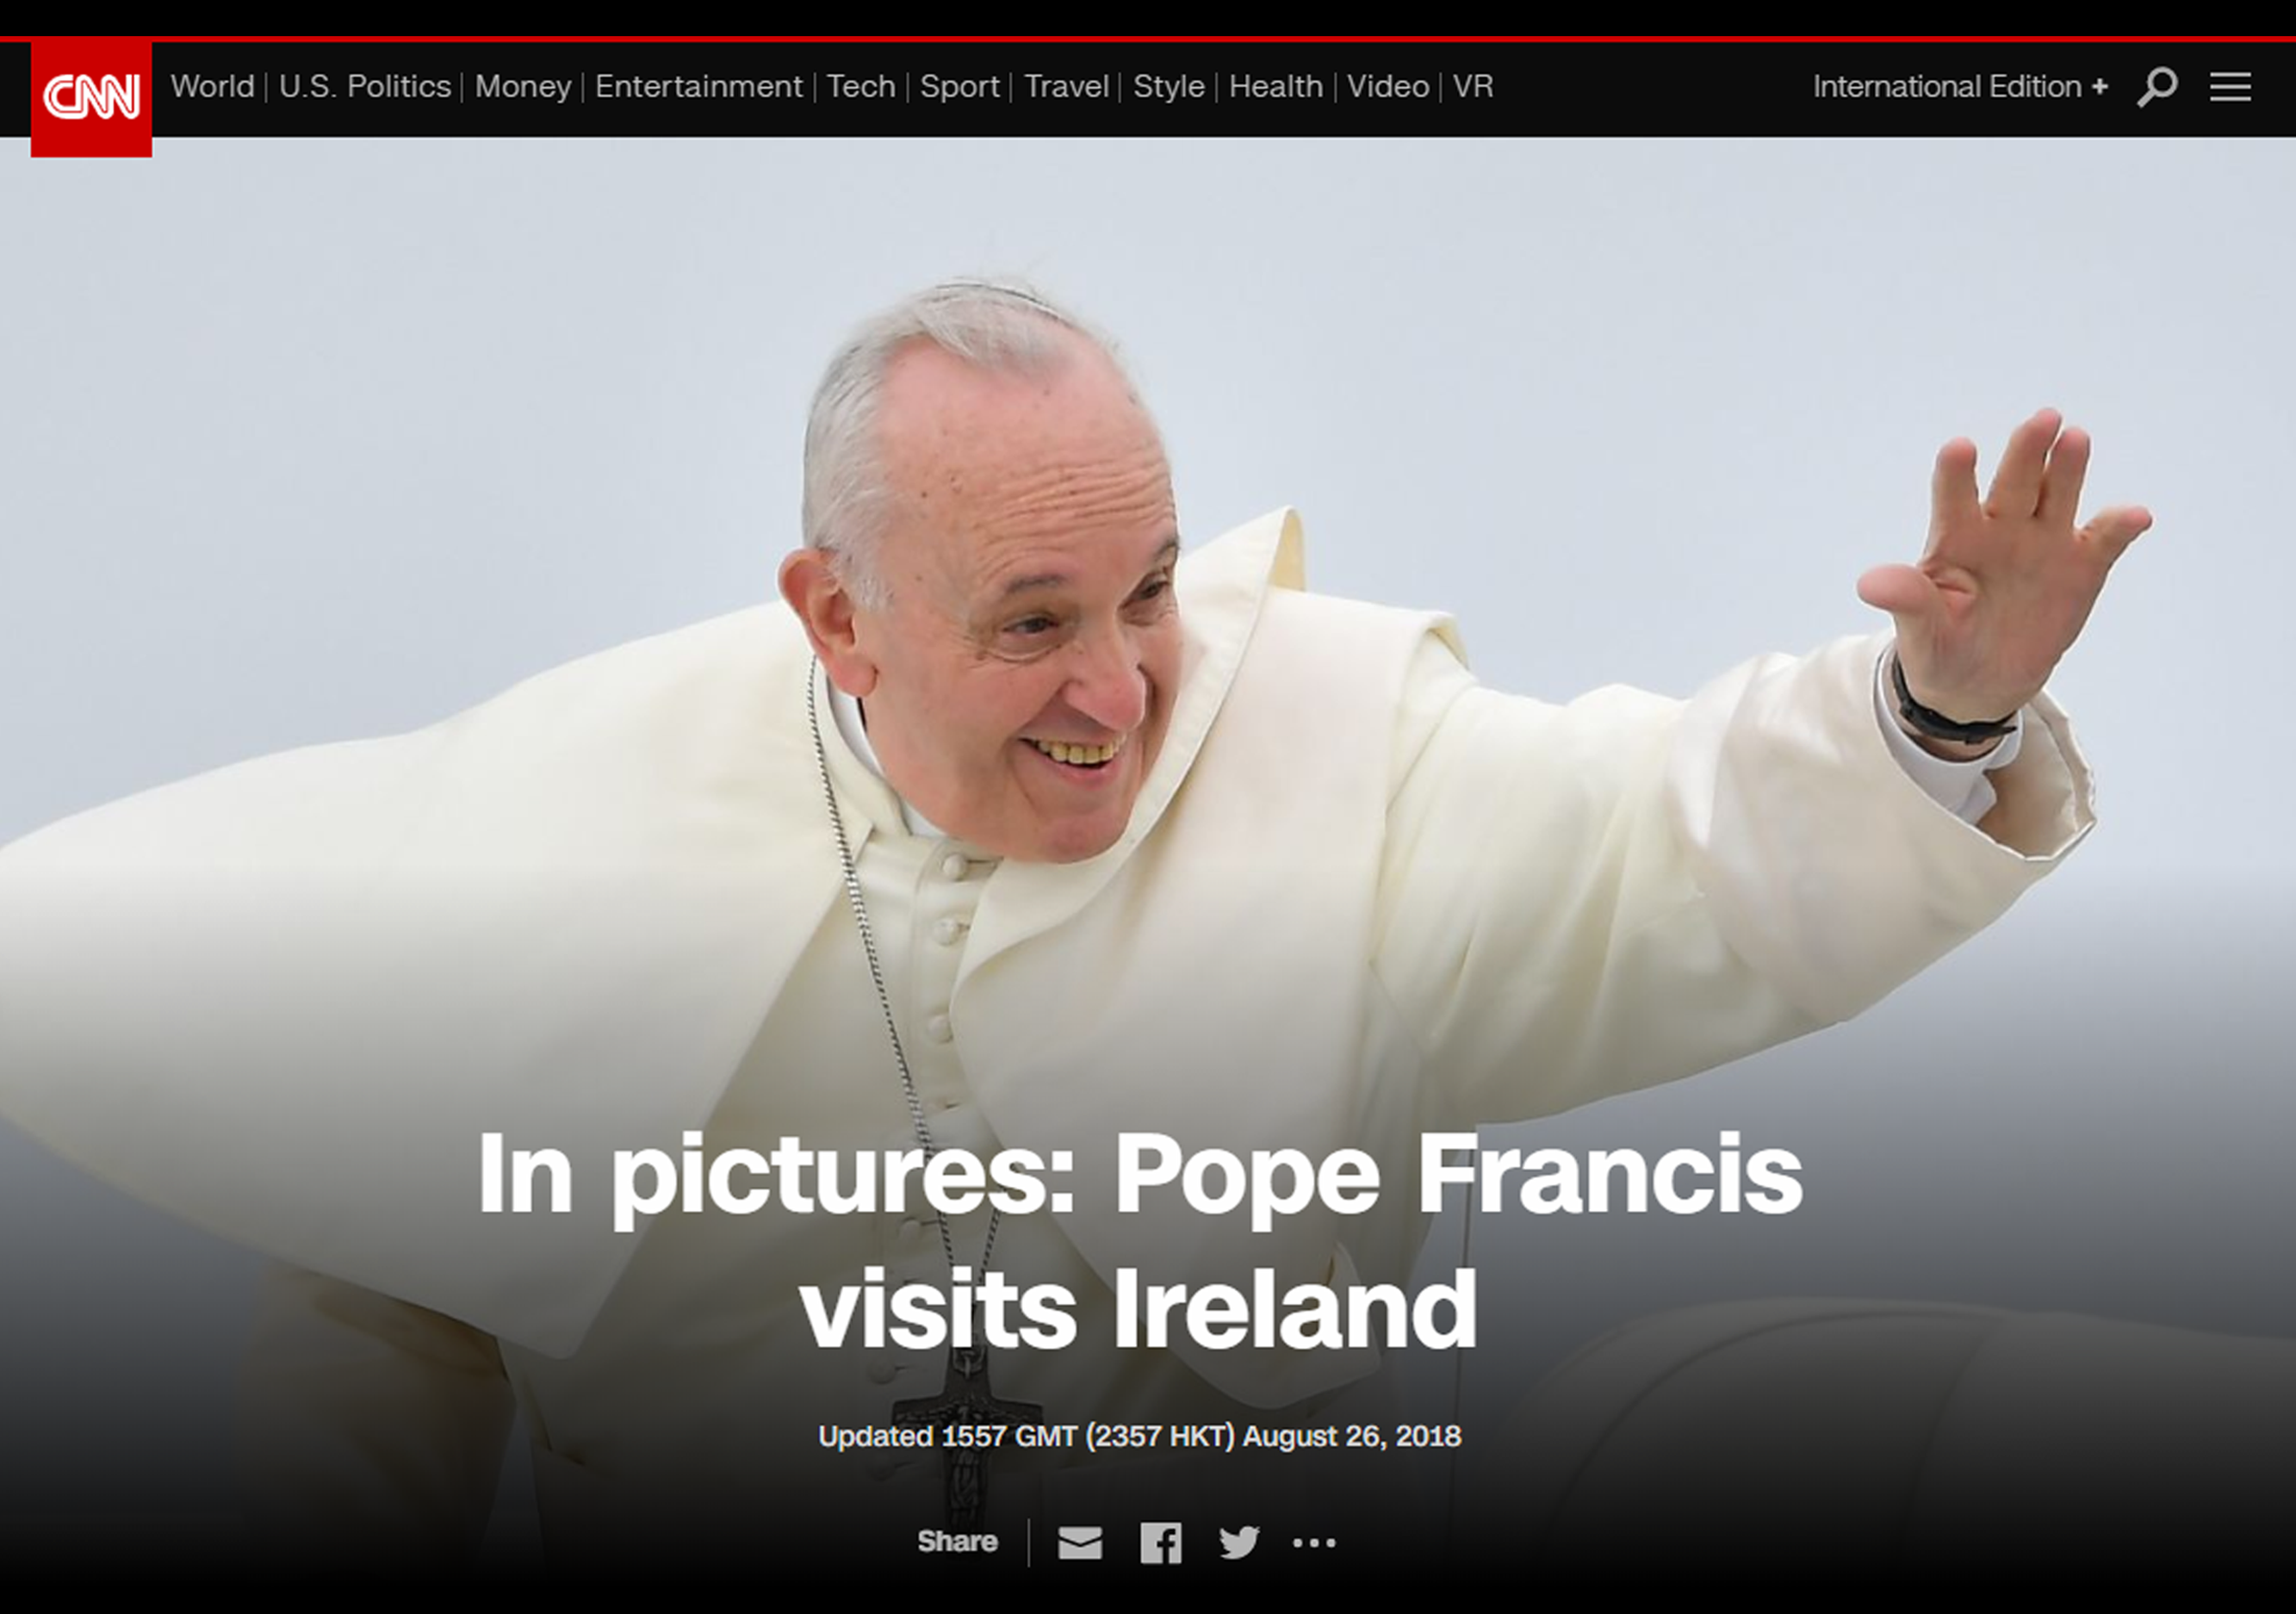 CNN
World | U.S. Politics | Money | Entertainment | Tech | Sport | Travel | Style | Health | Video | VR
International Edition +
In pictures: Pope Francis
visits Ireland
Updated 1557 GMT (2357 HKT) August 26, 2018
Share